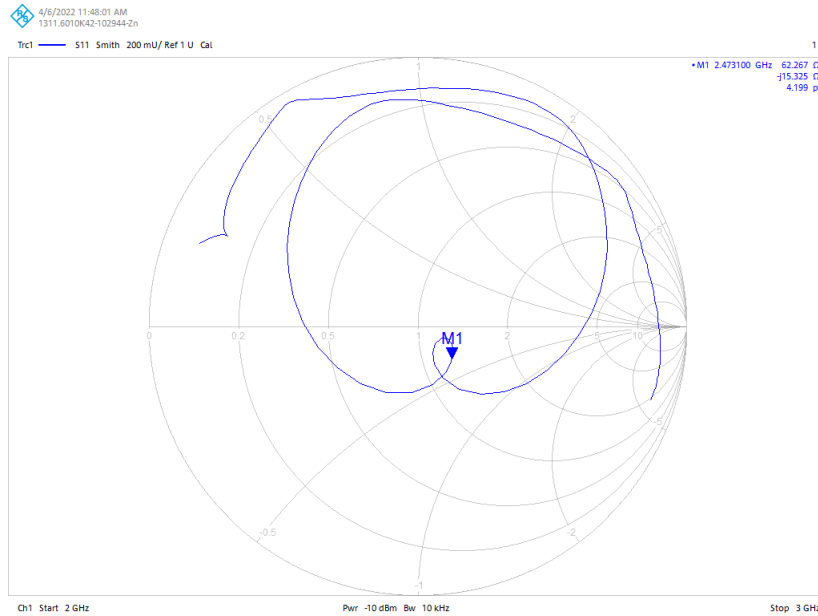 4/6/2022 11:48:01 AM
1311.6010K42-102944-Zn
Trc1 S11 Smith 200 mU/ Ref 1 U Cal 1
•M1 2.473100 GHz 62.267 Ω
-j15.325 Ω
4.199 p
1
0.5 2
5
M1
0 0.2 0.5 1 2 5 10
-5
-0.5 -2
-1
Ch1 Start 2 GHz Pwr -10 dBm Bw 10 kHz Stop 3 GHz